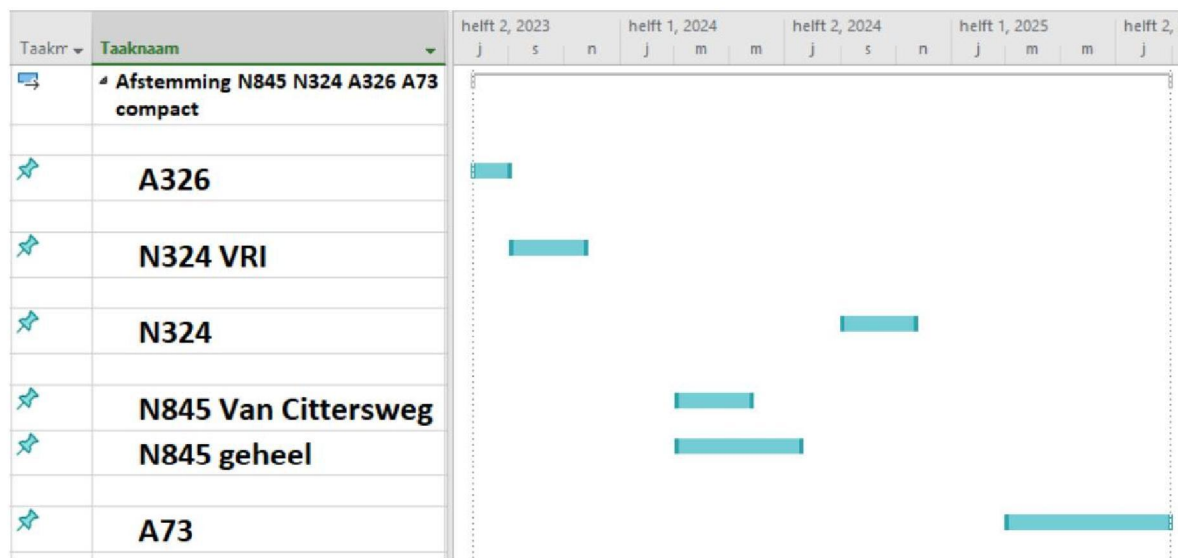 helft 2, 2023 helft 1, 2024 helft 2, 2024 helft 1, 2025 helft 2,
Taakm Taaknaam j s n j m m j s n j m m j
Afstemming N845 N324 A326 A73
compact
A326
N324 VRI
N324
N845 Van Cittersweg
N845 geheel
A73